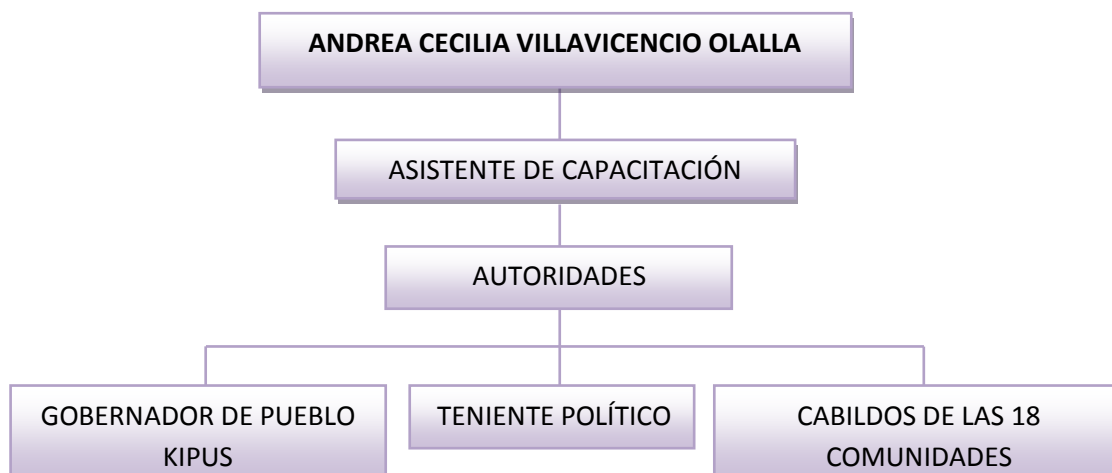 ANDREA CECILIA VILLAVICENCIO OLALLA
ASISTENTE DE CAPACITACIÓN
AUTORIDADES
GOBERNADOR DE PUEBLO
KIPUS
TENIENTE POLÍTICO
CABILDOS DE LAS 18
COMUNIDADES